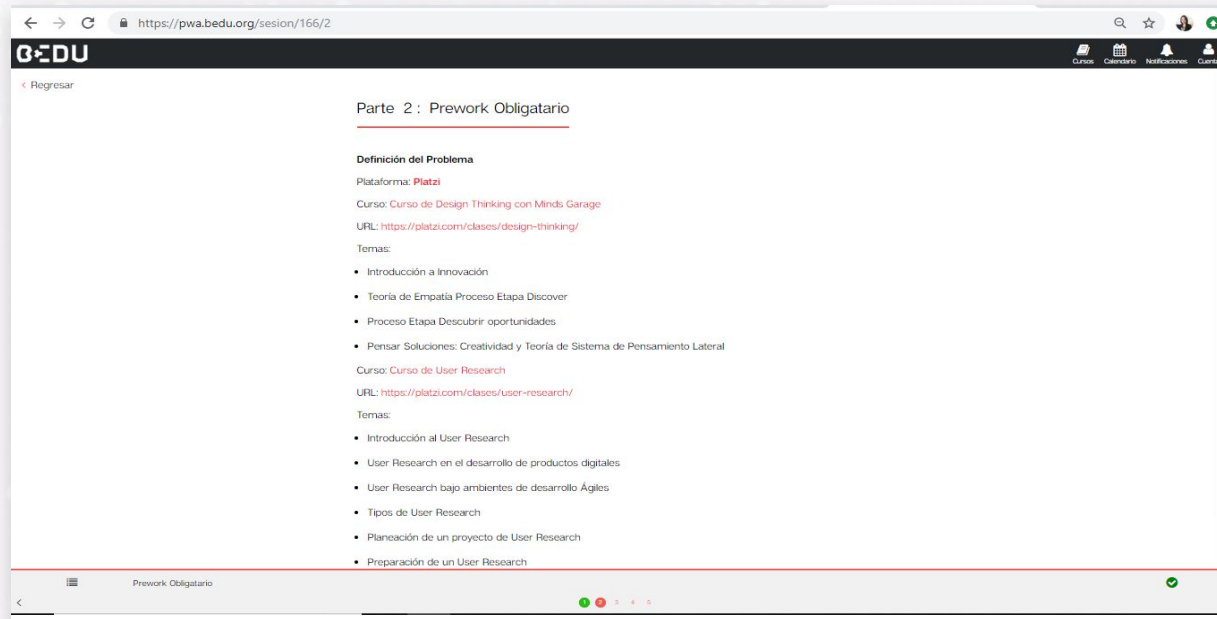 https://pwa.bedu.org/sesion/166/2
BEDU
Cursos Calendario Notificaciones Cuenta
< Regresar
Parte 2 : Prework Obligatario
Definición del Problema
Plataforma: Platzi
Curso: Curso de Design Thinking con Minds Garage
URL: https://platzi.com/clases/design-thinking/
Temas:
• Introducción a Innovación
• Teoría de Empatía Proceso Etapa Discover
• Proceso Etapa Descubrir oportunidades
• Pensar Soluciones: Creatividad y Teoría de Sistema de Pensamiento Lateral
Curso: Curso de User Research
URL: https://platzi.com/clases/user-research/
Temas:
• Introducción al User Research
• User Research en el desarrollo de productos digitales
• User Research bajo ambientes de desarrollo Ágiles
• Tipos de User Research
• Planeación de un proyecto de User Research
• Preparación de un User Research
Prework Obligatario
< 1 2 3 4 5